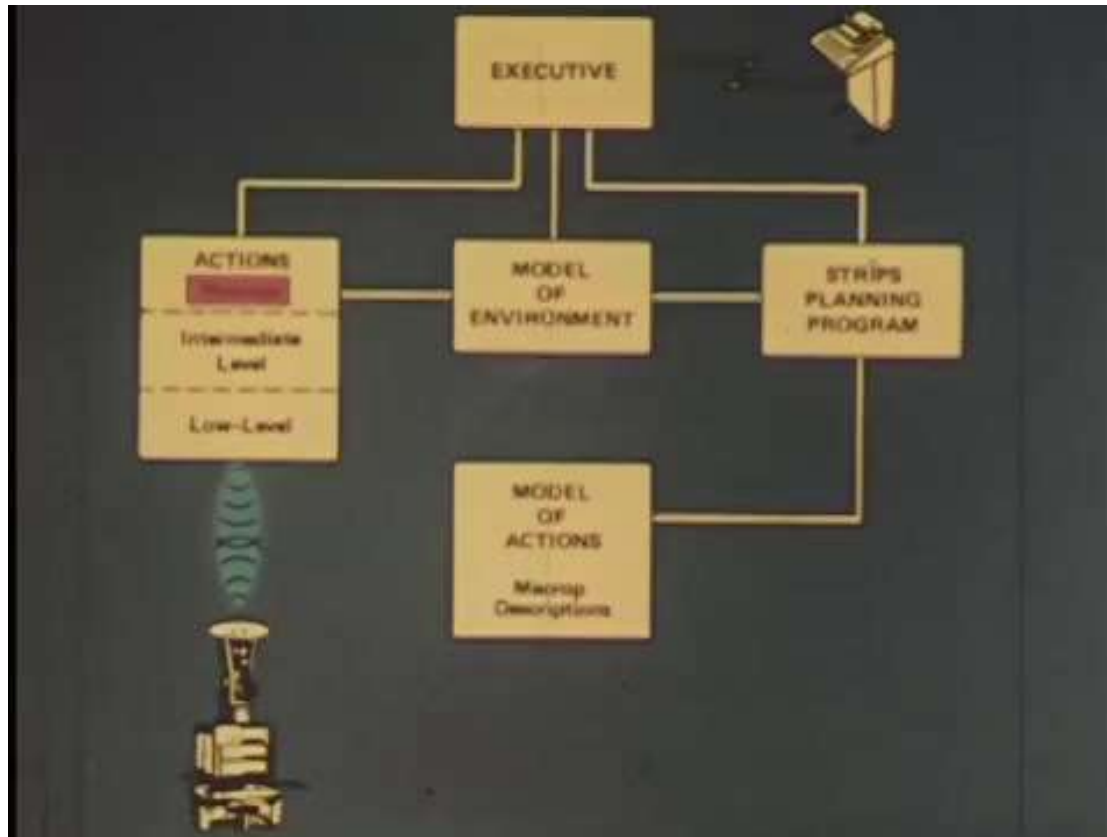 EXECUTIVE
ACTIONS
Intermediate
Level
Low-Level
MODEL
OF
ENVIRONMENT
STRIPS
PLANNING
PROGRAM
MODEL
OF
ACTIONS
Macrop
Descriptions